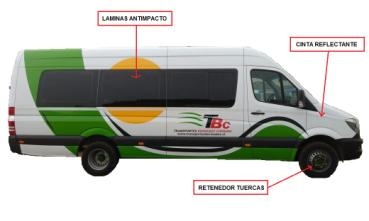 LAMINAS ANTIMPACTO
CINTA REFLECTANTE
TBC
RETENEDOR TUERCAS